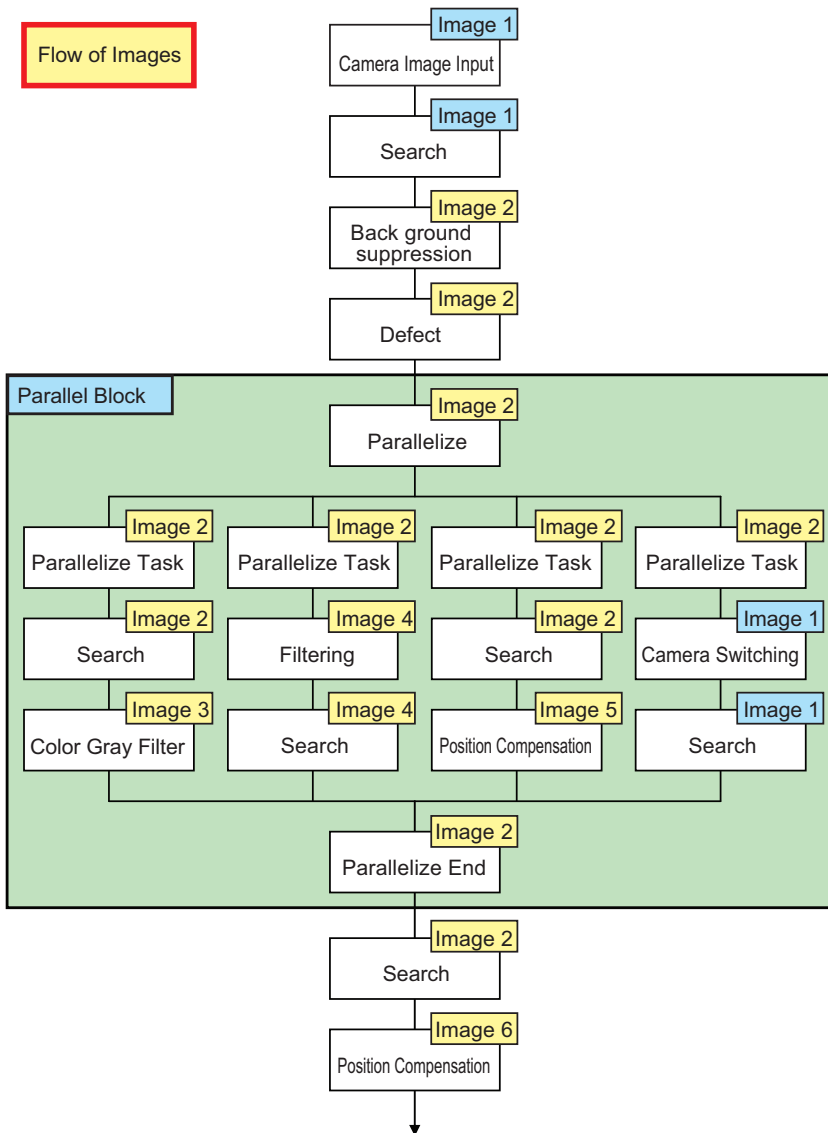 Flow of Images
Image 1
Camera Image Input
Image 1
Search
Image 2
Back ground
suppression
Image 2
Defect
Parallel Block
Image 2
Parallelize
Image 2
Image 2
Image 2
Image 2
Parallelize Task
Parallelize Task
Parallelize Task
Parallelize Task
Image 2
Image 4
Image 2
Image 1
Search
Filtering
Search
Camera Switching
Image 3
Image 4
Image 5
Image 1
Color Gray Filter
Search
Position Compensation
Search
Image 2
Parallelize End
Image 2
Search
Image 6
Position Compensation